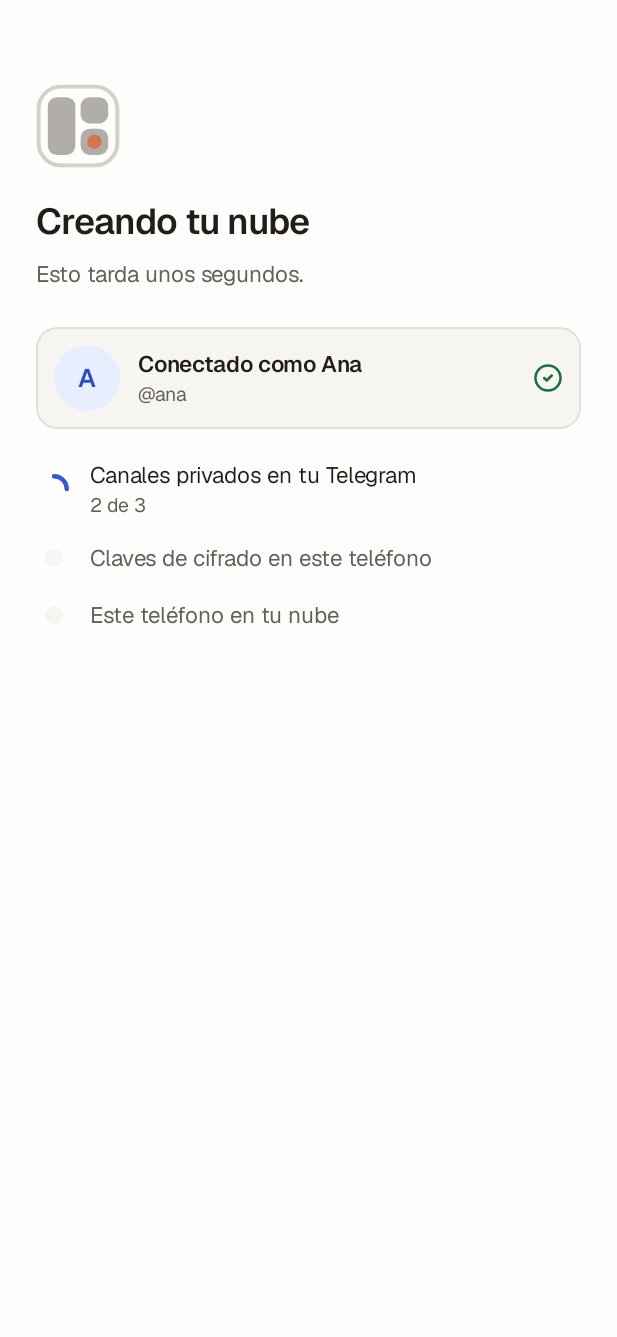 Creando tu nube
Esto tarda unos segundos.
A
Conectado como Ana
@ana
Canales privados en tu Telegram
2 de 3
Claves de cifrado en este teléfono
Este teléfono en tu nube